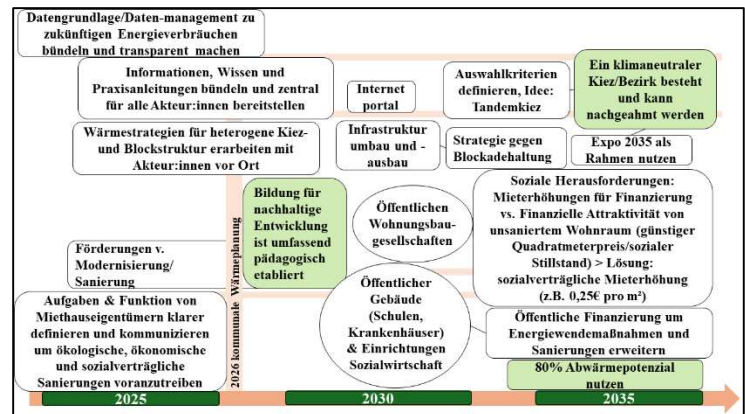 Datengrundlage/Daten-management zu
zukünftigen Energieverbräuchen
bündeln und transparent machen
Informationen, Wissen und
Praxisanleitungen bündeln und zentral
für alle Akteur:innen bereitstellen
Internet
portal
Auswahlkriterien
definieren, Idee:
Tandemkiez
Ein klimaneutraler
Kiez/Bezirk besteht
und kann
nachgeahmt werden
Wärmestrategien für heterogene Kiez-
und Blockstruktur erarbeiten mit
Akteur:innen vor Ort
Infrastruktur
umbau und -
ausbau
Strategie gegen
Blockadehaltung
Expo 2035 als
Rahmen nutzen
2026 kommunale Wärmeplanung
Bildung für
nachhaltige
Entwicklung
ist umfassend
pädagogisch
etabliert
Öffentlichen
Wohnungsbau-
gesellschaften
Soziale Herausforderungen:
Mieterhöhungen für Finanzierung
vs. Finanzielle Attraktivität von
unsaniertem Wohnraum (günstiger
Quadratmeterpreis/sozialer
Stillstand) > Lösung:
sozialverträgliche Mieterhöhung
(z.B. 0,25€ pro m²)
Förderungen v.
Modernisierung/
Sanierung
Aufgaben & Funktion von
Miethauseigentümern klarer
definieren und kommunizieren
um ökologische, ökonomische
und sozialverträgliche
Sanierungen voranzutreiben
Öffentlicher
Gebäude
(Schulen,
Krankenhäuser)
& Einrichtungen
Sozialwirtschaft
Öffentliche Finanzierung um
Energiewendemaßnahmen und
Sanierungen erweitern
80% Abwärmepotenzial
nutzen
2025
2030
2035